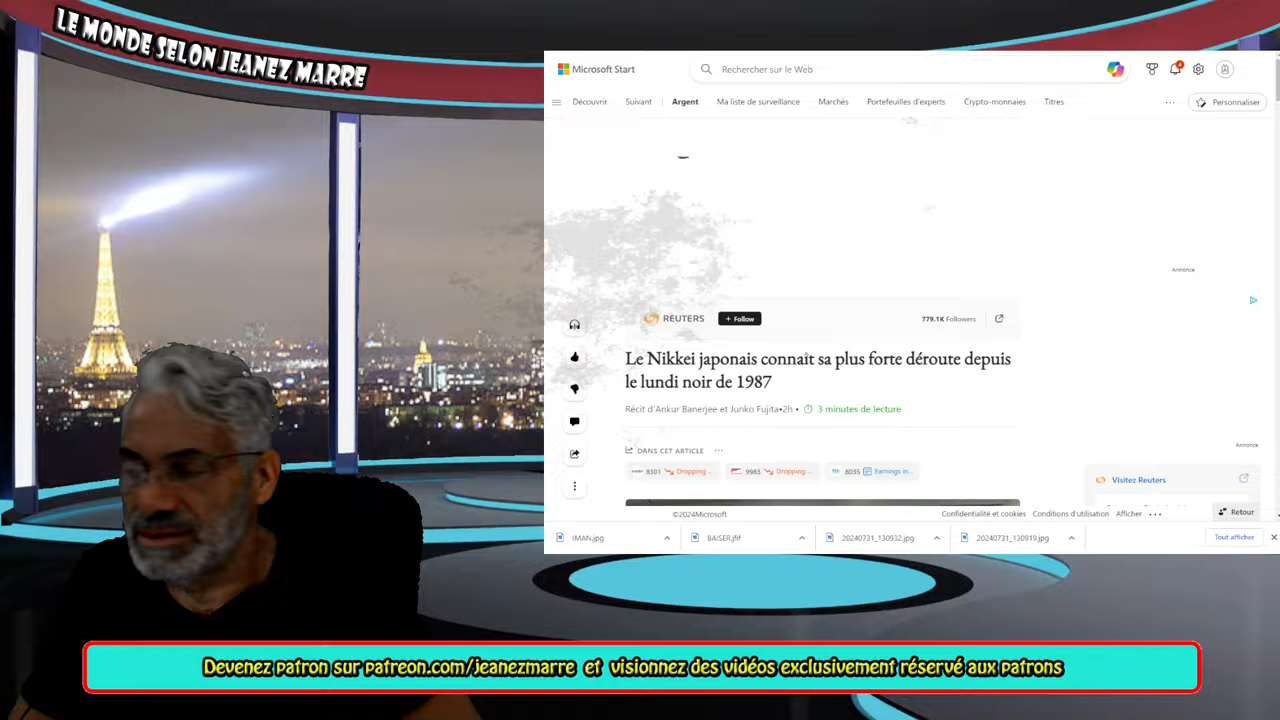 LE MONDE SELON JEANEZ MARRE
Microsoft Start
Rechercher sur le Web
4
Découvrir Suivant Argent Ma liste de surveillance Marchés Portefeuilles d'experts Crypto-monnaies Titres ... Personnaliser
Annonce
REUTERS + Follow 779.1K Followers
Le Nikkei japonais connaît sa plus forte déroute depuis
le lundi noir de 1987
Récit d'Ankur Banerjee et Junko Fujita•2h • 3 minutes de lecture
Annonce
DANS CET ARTICLE ...
8301 Dropping ... 9983 Dropping... 8035 Earnings in...
Visitez Reuters
Retour
©2024Microsoft Confidentialité et cookies Conditions d'utilisation Afficher ...
IMAN.jpg BAISER.jfif 20240731_130932.jpg 20240731_130919.jpg Tout afficher
Devenez patron sur patreon.com/jeanezmarre et visionnez des vidéos exclusivement réservé aux patrons